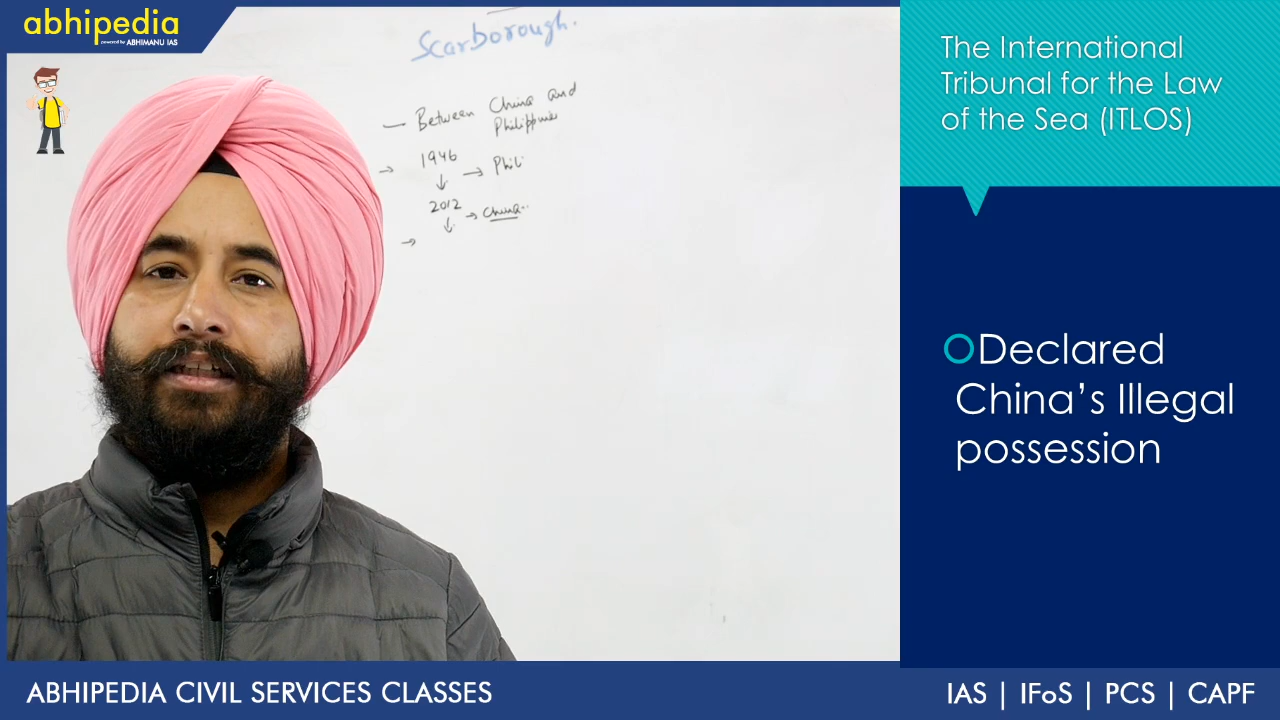 abhipedia
powered by ABHIMANU IAS
Scarborough.
— Between China and
Philippines
→ 1946
↓ → Phili
2012
↓ → China..
→
The International
Tribunal for the Law
of the Sea (ITLOS)
Declared
China’s Illegal
possession
ABHIPEDIA CIVIL SERVICES CLASSES
IAS | IFoS | PCS | CAPF